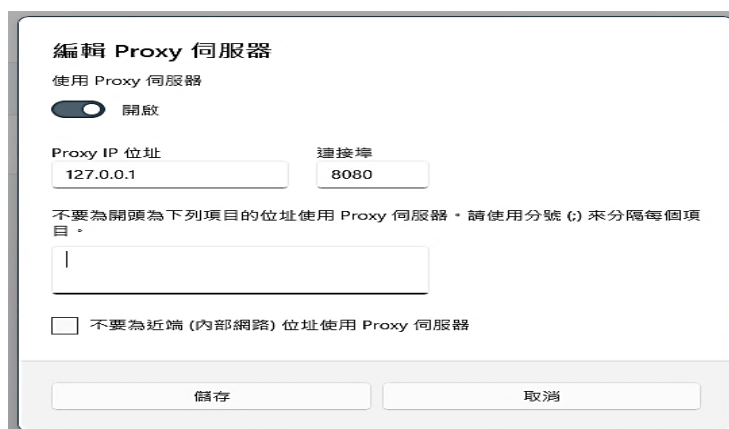 編輯 Proxy 伺服器
使用 Proxy 伺服器
開啟
Proxy IP 位址
連接埠
127.0.0.1
8080
不要為開頭為下列項目的位址使用 Proxy 伺服器。請使用分號 (;) 來分隔每個項
目。
不要為近端 (內部網路) 位址使用 Proxy 伺服器
儲存
取消